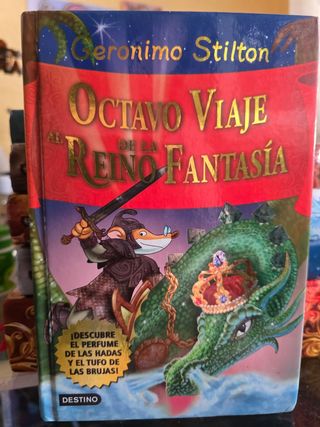 Geronimo Stilton
OCTAVO VIAJE
AL DE LA
REINO FANTASÍA
¡DESCUBRE
EL PERFUME
DE LAS HADAS
Y EL TUFO DE
LAS BRUJAS!
DESTINO